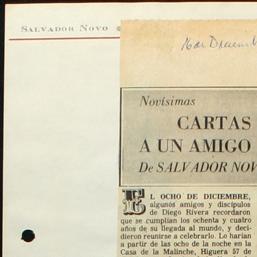 SALVADOR NOVO
Novísimas
CARTAS
A UN AMIGO
De SALVADOR NOV
EL OCHO DE DICIEMBRE,
algunos amigos y discípulos
de Diego Rivera recordaron
que se cumplían los ochenta y cuatro
años de su llegada al mundo, y deci-
dieron reunirse a celebrarlo. Lo harían
a partir de las ocho de la noche en la
Casa de la Malinche, Higuera 57 de